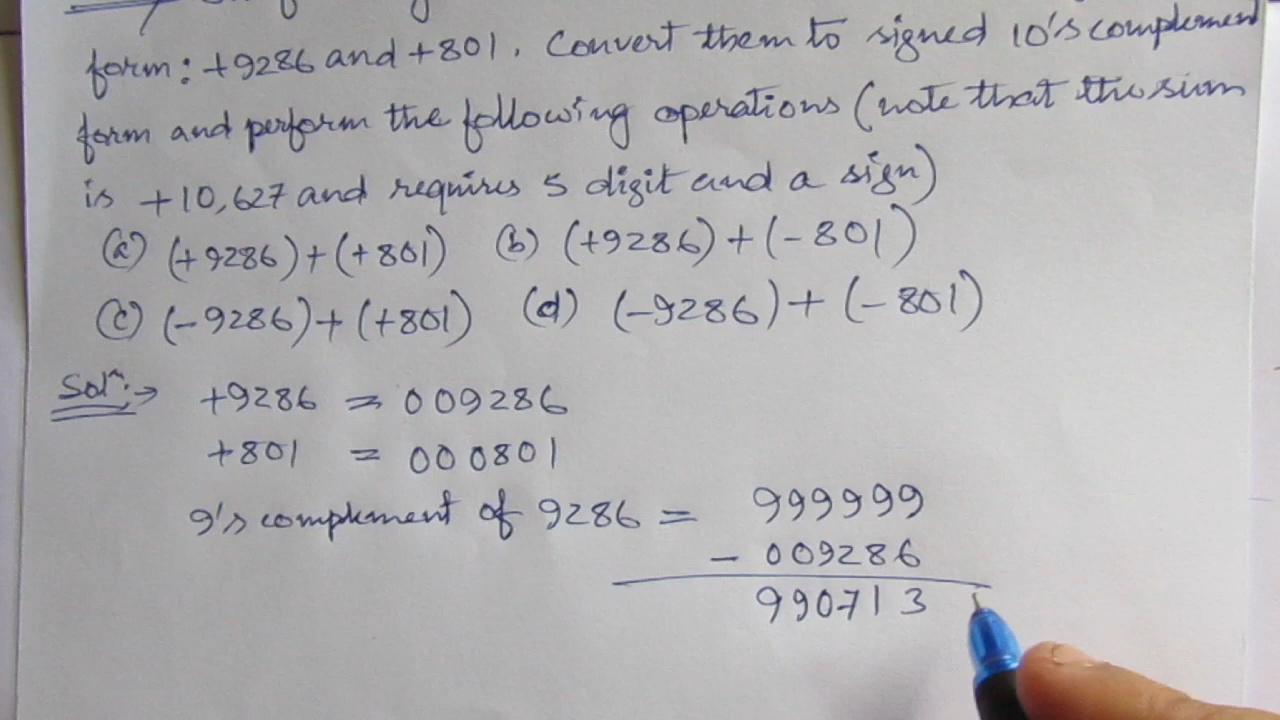 form: +9286 and +801. Convert them to signed 10's complement
form and perform the following operations (note that the sum
is +10,627 and requires 5 digit and a sign)
(a) (+9286)+(+801) (b) (+9286)+(-801)
(c) (-9286)+(+801) (d) (-9286)+(-801)
Solⁿ:→ +9286 = 009286
+801 = 000801
9's complement of 9286 = 999999
- 009286
990713